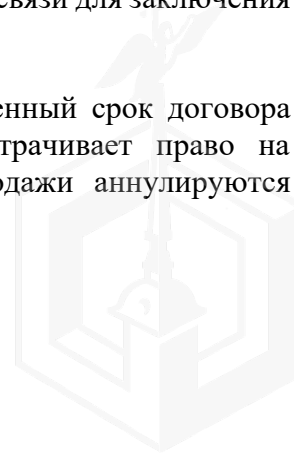 связи для заключения
енный срок договора
трачивает право на
одажи аннулируются